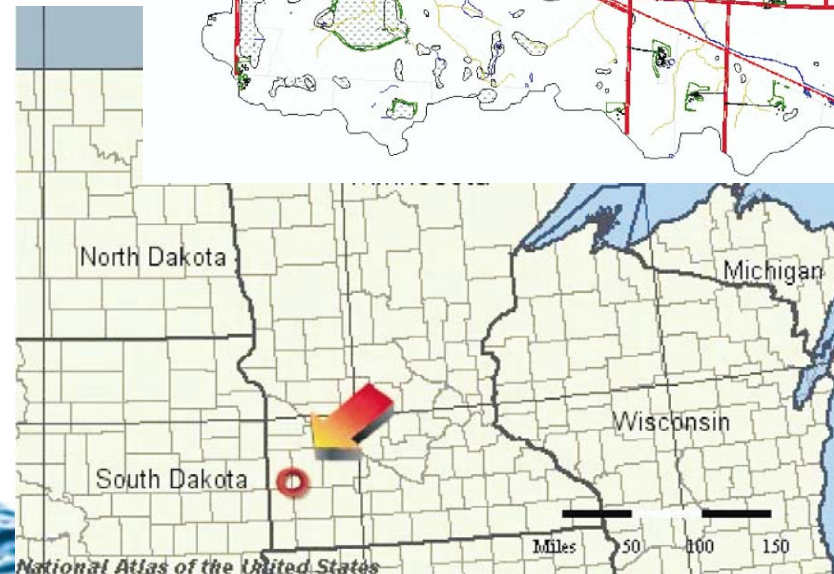 North Dakota
Michigan
Wisconsin
South Dakota
Miles 50 100 150
National Atlas of the United States